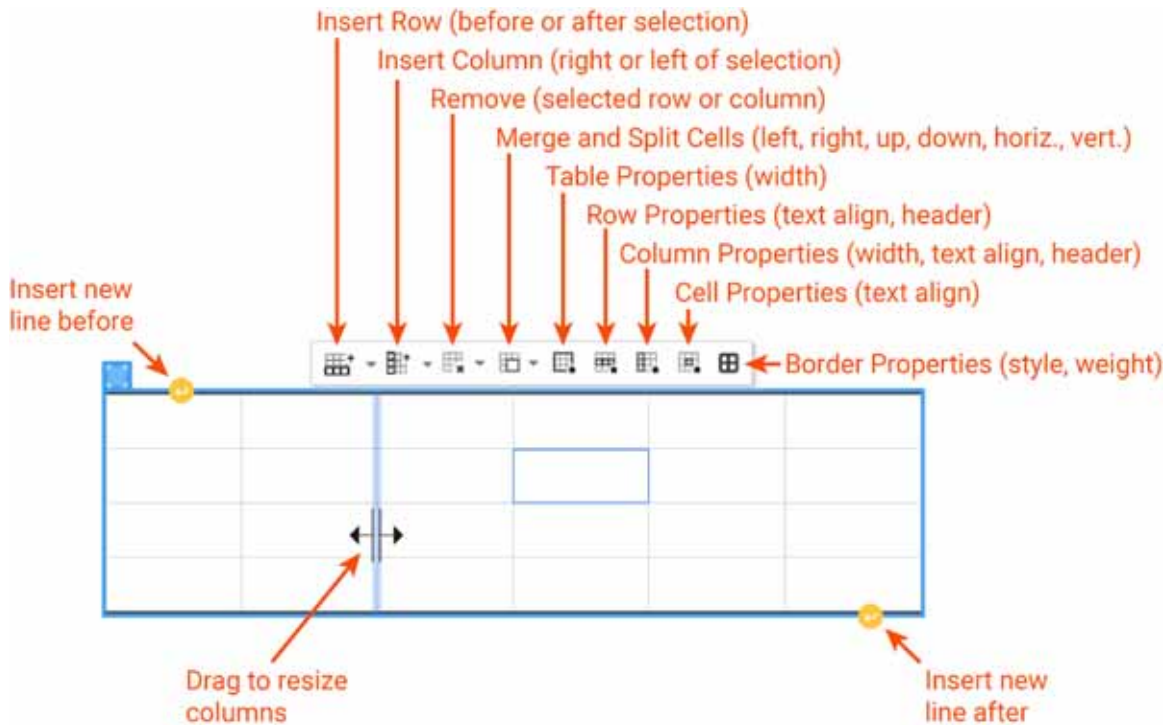 Insert Row (before or after selection)
Insert Column (right or left of selection)
Remove (selected row or column)
Merge and Split Cells (left, right, up, down, horiz., vert.)
Table Properties (width)
Row Properties (text align, header)
Column Properties (width, text align, header)
Cell Properties (text align)
Insert new
line before
Border Properties (style, weight)
Drag to resize
columns
Insert new
line after